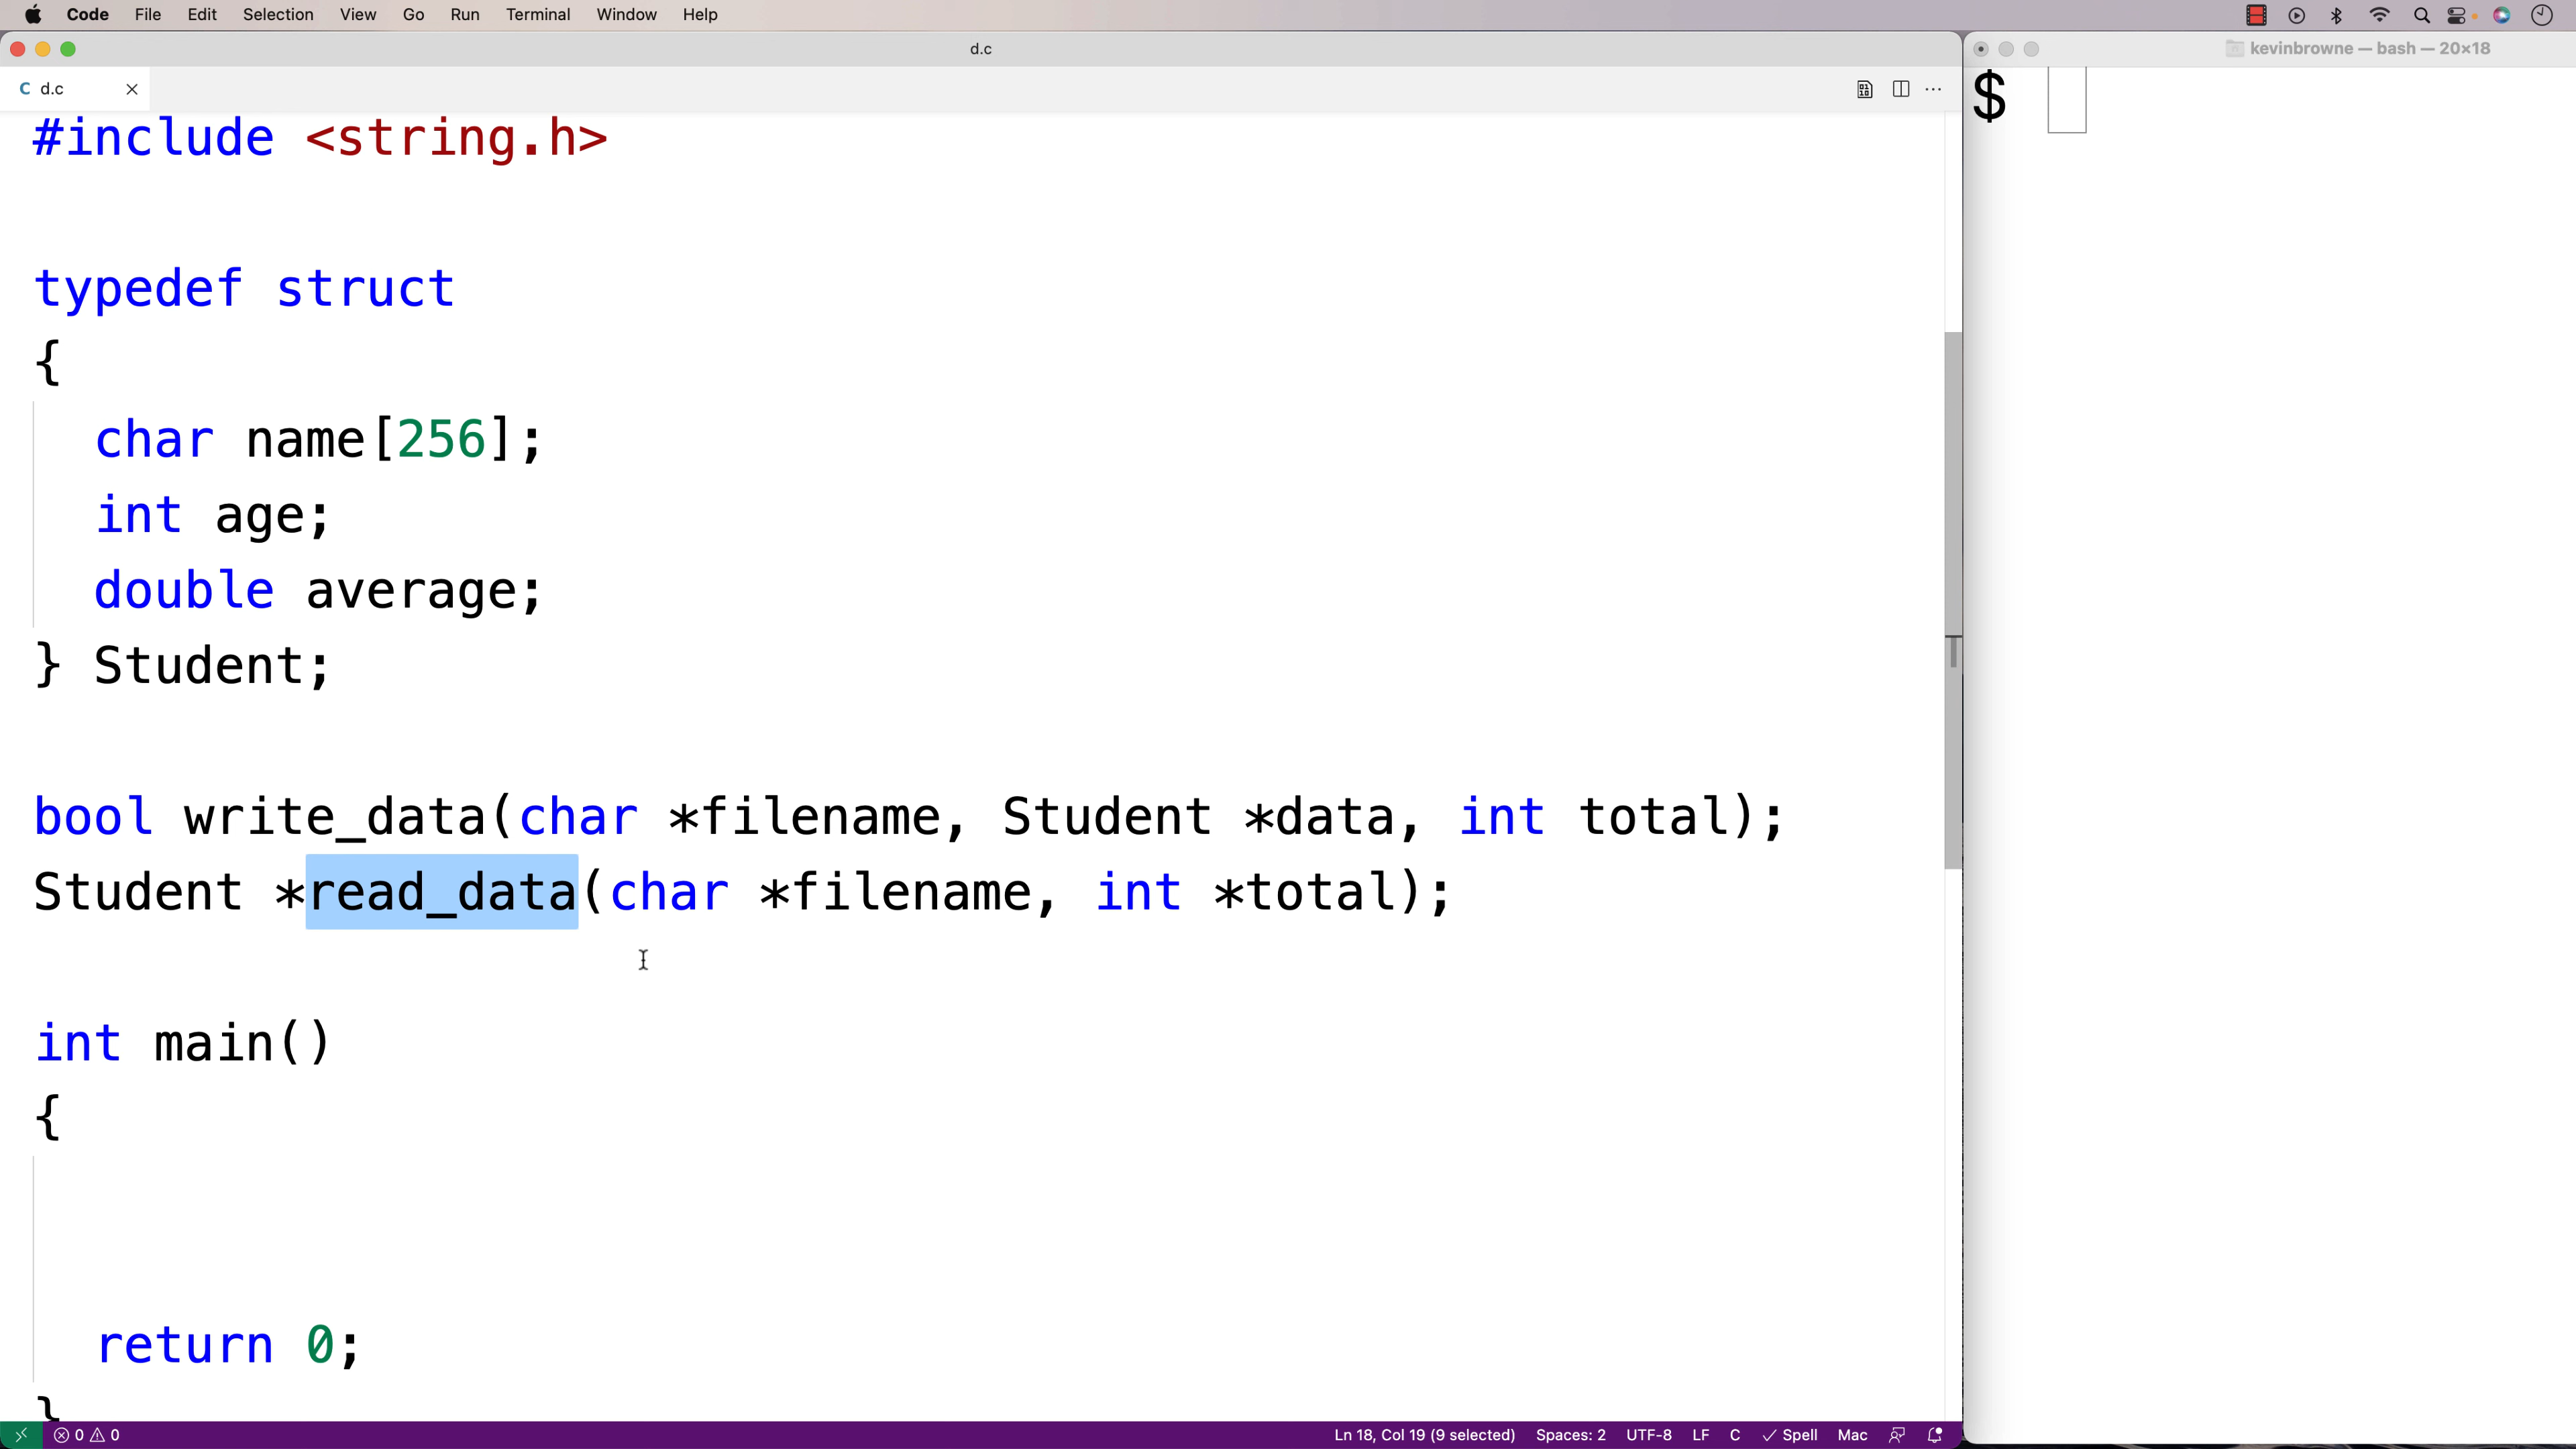 Code File Edit Selection View Go Run Terminal Window Help
d.c
kevinbrowne — bash — 20×18
C d.c
$
#include <string.h>
typedef struct
{
char name[256];
int age;
double average;
} Student;
bool write_data(char *filename, Student *data, int total);
Student *read_data(char *filename, int *total);
int main()
{
return 0;
}
0 0 Ln 18, Col 19 (9 selected) Spaces: 2 UTF-8 LF C Spell Mac